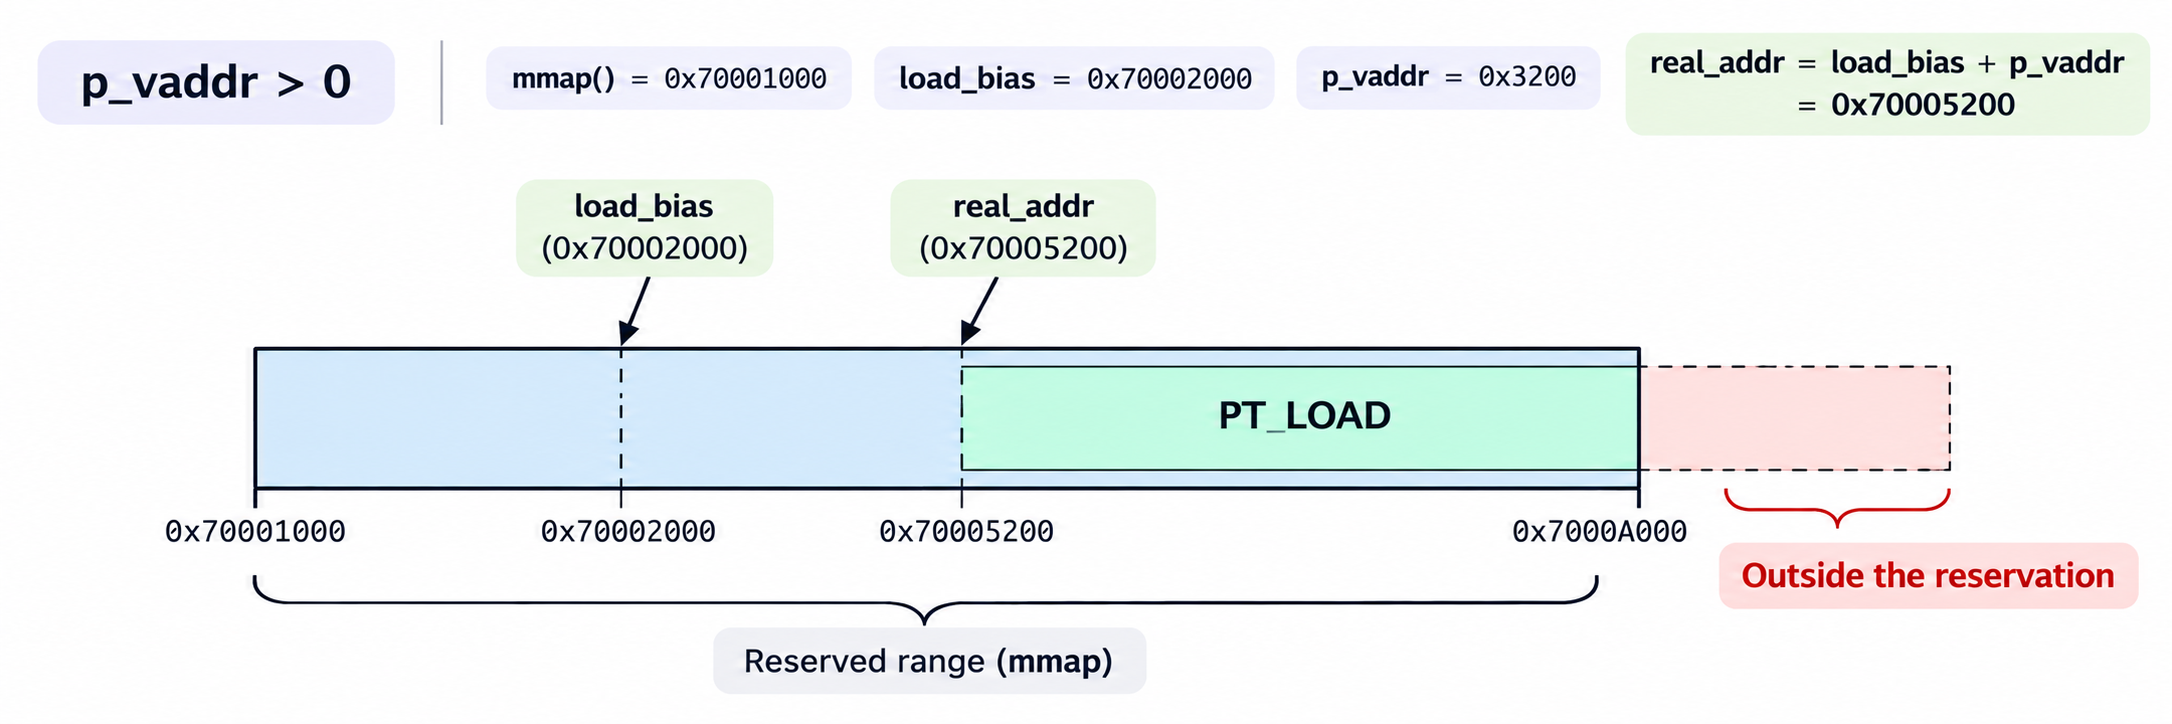 p_vaddr > 0
mmap() = 0x70001000
load_bias = 0x70002000
p_vaddr = 0x3200
real_addr = load_bias + p_vaddr
= 0x70005200
load_bias
(0x70002000)
real_addr
(0x70005200)
PT_LOAD
0x70001000
0x70002000
0x70005200
0x7000A000
Outside the reservation
Reserved range (mmap)